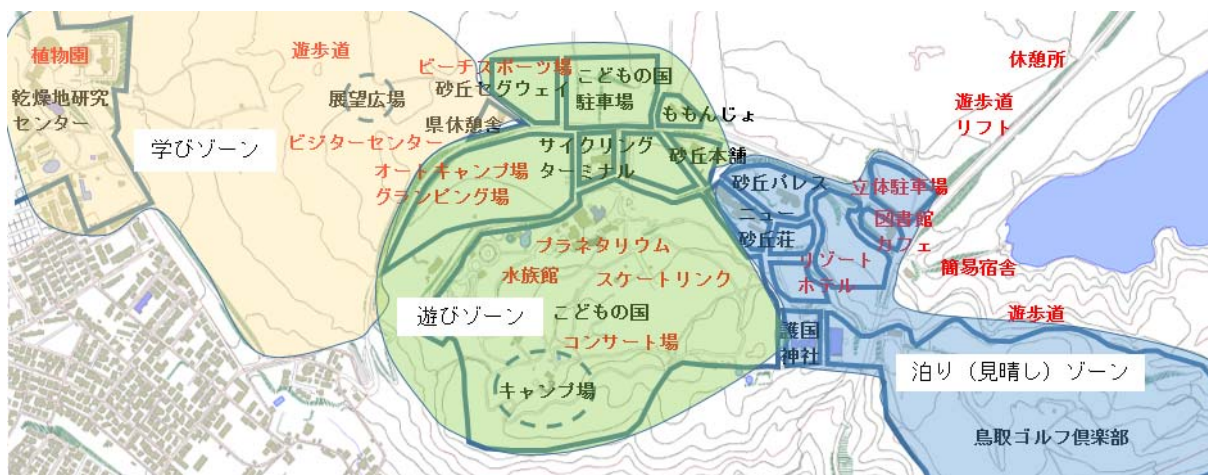 植物園
乾燥地研究
センター
学びゾーン
遊歩道
展望広場
ビジターセンター
ビーチスポーツ場
砂丘セグウェイ
県休憩舎
こどもの国
駐車場
ももんじょ
オートキャンプ場
グランピング場
サイクリング
ターミナル
砂丘本舗
プラネタリウム
水族館
スケートリンク
遊びゾーン
こどもの国
コンサート場
キャンプ場
砂丘パレス
ニュー
砂丘荘
立体駐車場
図書館
カフェ
リゾート
ホテル
護国
神社
休憩所
遊歩道
リフト
簡易宿舎
遊歩道
泊り（見晴し）ゾーン
鳥取ゴルフ倶楽部